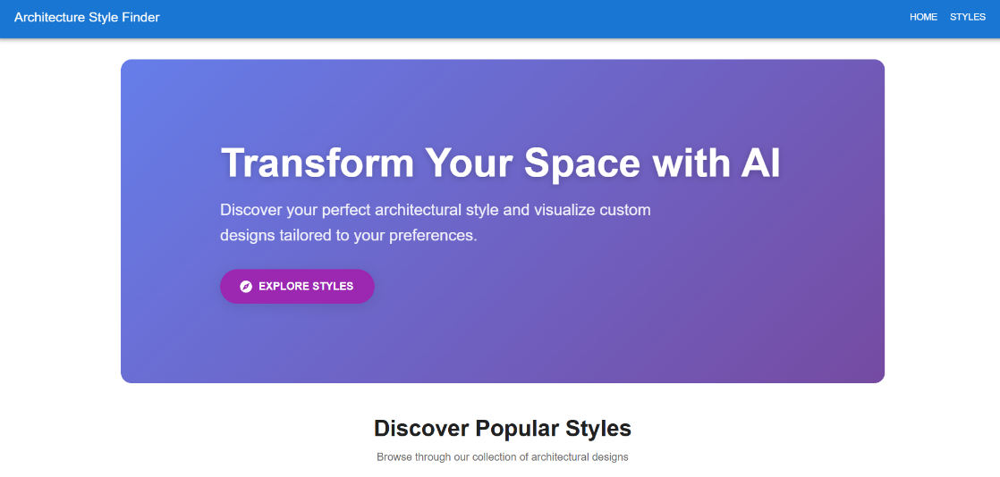 Architecture Style Finder
HOME
STYLES
Transform Your Space with AI
Discover your perfect architectural style and visualize custom
designs tailored to your preferences.
EXPLORE STYLES
Discover Popular Styles
Browse through our collection of architectural designs